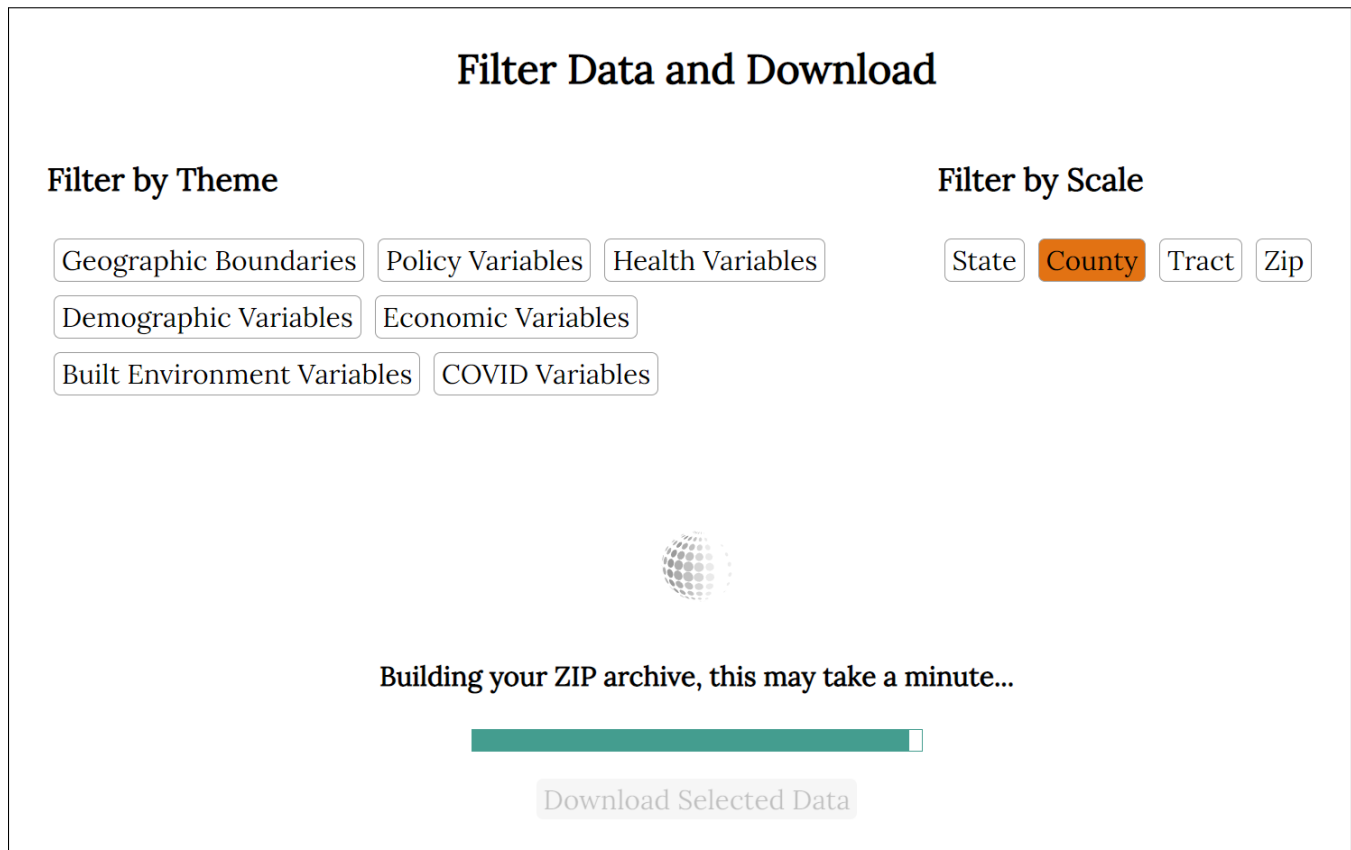 Filter Data and Download
Filter by Theme
Geographic Boundaries Policy Variables Health Variables
Demographic Variables Economic Variables
Built Environment Variables COVID Variables
Filter by Scale
State County Tract Zip
Building your ZIP archive, this may take a minute...
Download Selected Data